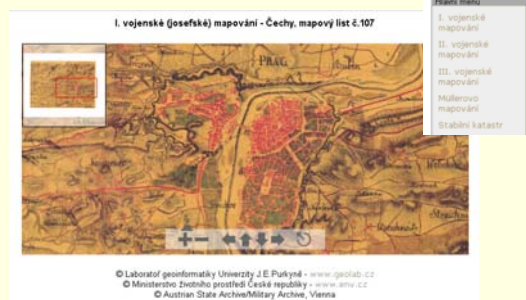 I. vojenské (josefské) mapování - Čechy, mapový list č.107
Hlavní menu
I. vojenské
mapování
II. vojenské
mapování
III. vojenské
mapování
Müllerovo
mapování
Stabilní katastr
PRAG
© Laboratoř geoinformatiky Univerzity J.E.Purkyně - www.geolab.cz
© Ministerstvo životního prostředí České republiky - www.env.cz
© Austrian State Archive/Military Archive, Vienna